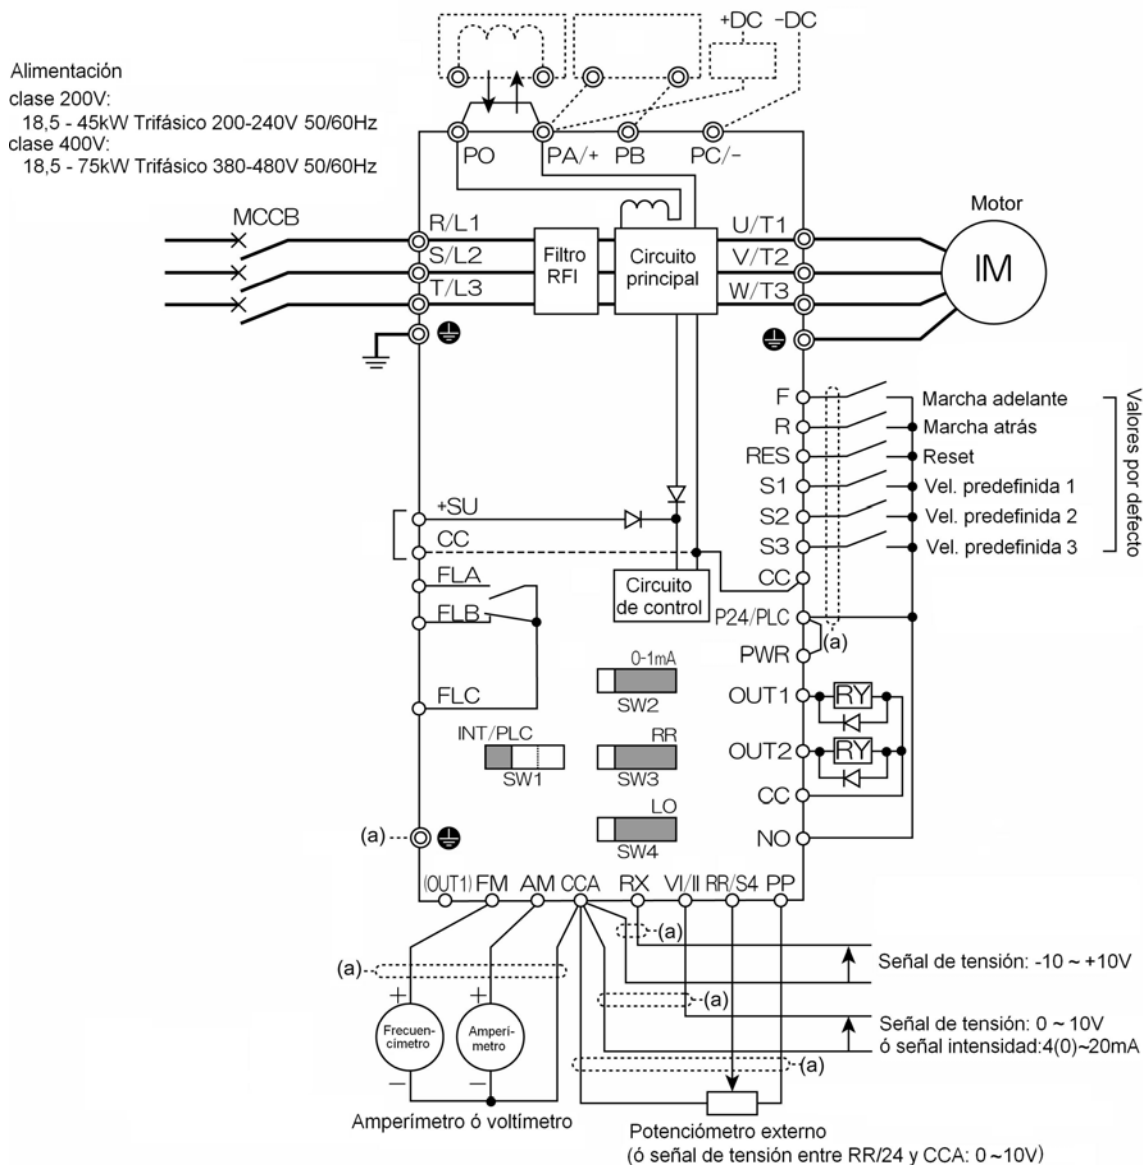 +DC -DC
Alimentación
clase 200V:
18,5 - 45kW Trifásico 200-240V 50/60Hz
clase 400V:
18,5 - 75kW Trifásico 380-480V 50/60Hz
PO PA/+ PB PC/-
MCCB
R/L1
S/L2
T/L3
Filtro
RFI
Circuito
principal
U/T1
V/T2
W/T3
Motor
IM
F Marcha adelante
R Marcha atrás
RES Reset
S1 Vel. predefinida 1
S2 Vel. predefinida 2
S3 Vel. predefinida 3
Valores por defecto
CC
P24/PLC
(a)
PWR
+SU
CC
FLA
FLB
FLC
Circuito
de control
0-1mA
SW2
INT/PLC
SW1
RR
SW3
LO
SW4
OUT1 RY
OUT2 RY
CC
NO
(a)
(OUT1) FM AM CCA RX VI/II RR/S4 PP
(a)
Señal de tensión: -10 ~ +10V
(a)
(a)
Señal de tensión: 0 ~ 10V
ó señal intensidad:4(0)~20mA
(a)
+ +
Frecuen-
címetro
Amperí-
metro
− −
Amperímetro ó voltímetro
Potenciómetro externo
(ó señal de tensión entre RR/24 y CCA: 0 ~10V)